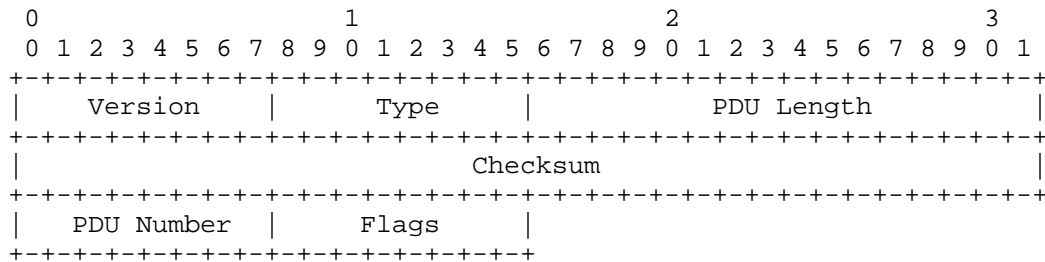 0                   1                   2                   3
 0 1 2 3 4 5 6 7 8 9 0 1 2 3 4 5 6 7 8 9 0 1 2 3 4 5 6 7 8 9 0 1
+-+-+-+-+-+-+-+-+-+-+-+-+-+-+-+-+-+-+-+-+-+-+-+-+-+-+-+-+-+-+-+-+
|    Version    |      Type     |           PDU Length          |
+-+-+-+-+-+-+-+-+-+-+-+-+-+-+-+-+-+-+-+-+-+-+-+-+-+-+-+-+-+-+-+-+
|                            Checksum                           |
+-+-+-+-+-+-+-+-+-+-+-+-+-+-+-+-+-+-+-+-+-+-+-+-+-+-+-+-+-+-+-+-+
|   PDU Number  |     Flags     |
+-+-+-+-+-+-+-+-+-+-+-+-+-+-+-+-+